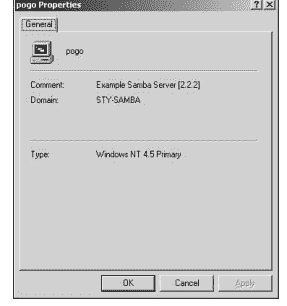 pogo Properties
General
pogo
Comment: Example Samba Server [2.2.2]
Domain: STY-SAMBA
Type: Windows NT 4.5 Primary
OK Cancel Apply